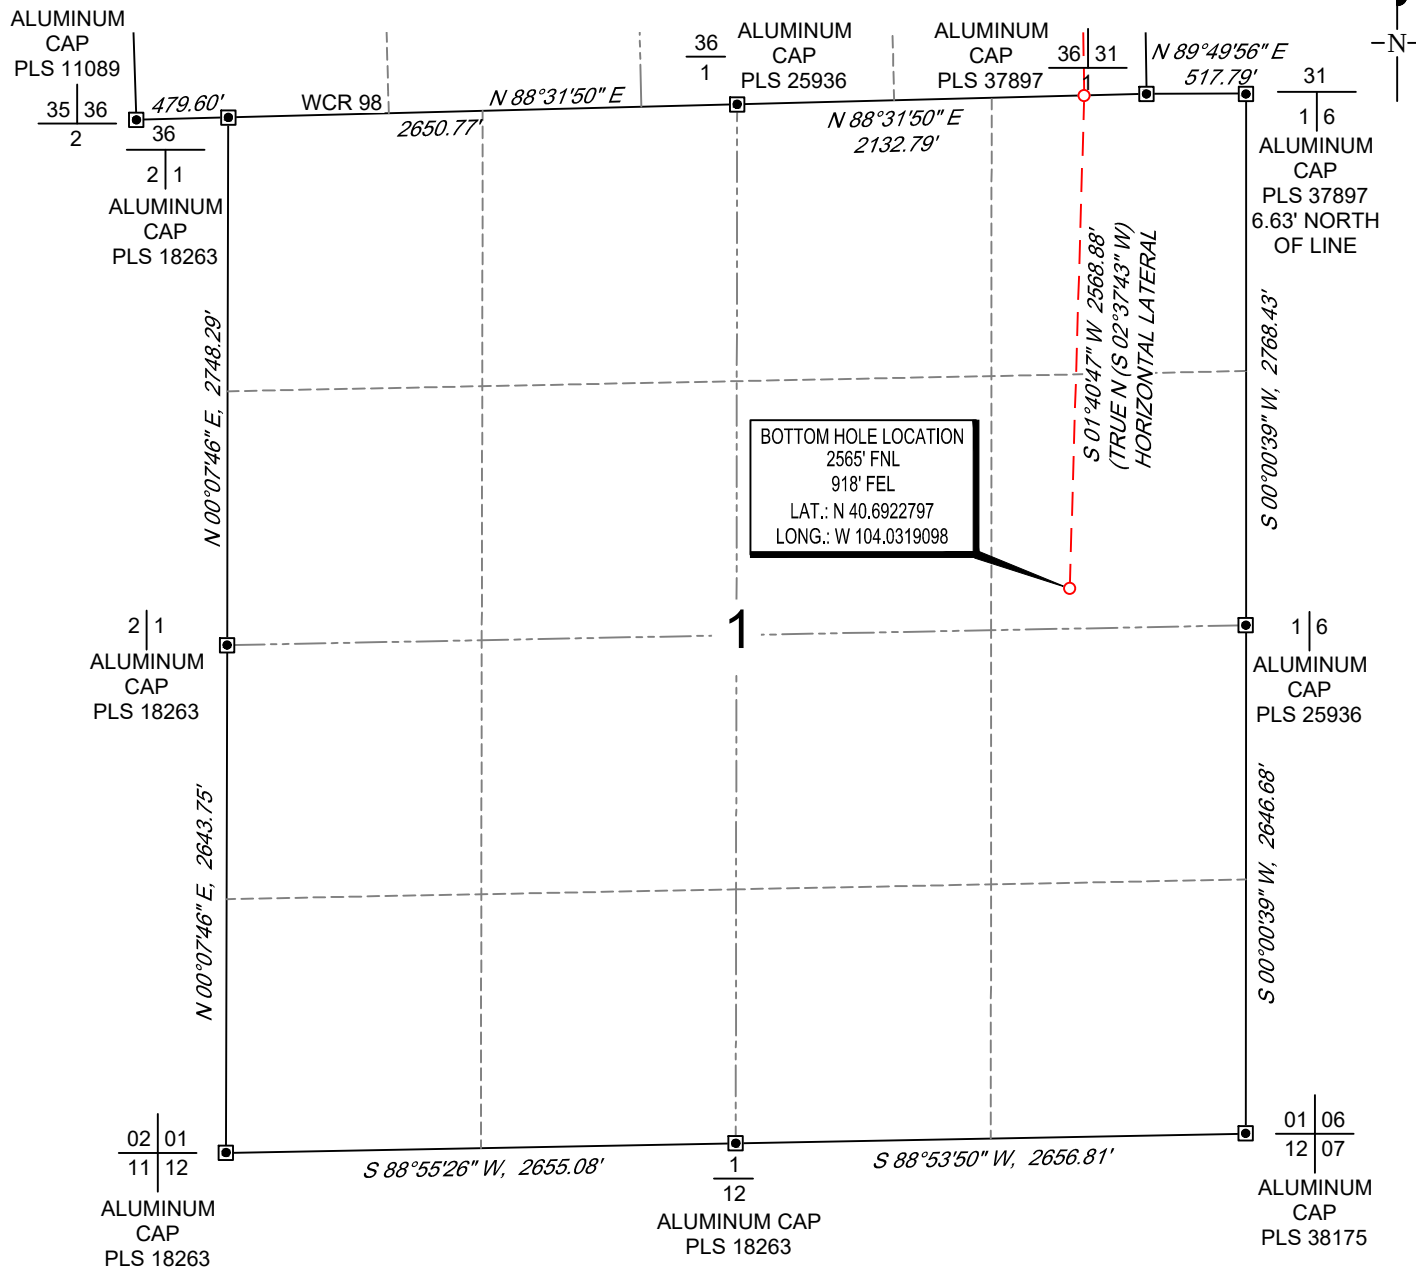 ALUMINUM
CAP
PLS 11089
35 36
2
479.60'
36
2 1
ALUMINUM
CAP
PLS 18263
WCR 98
N 88°31'50" E
2650.77'
36
1
ALUMINUM
CAP
PLS 25936
N 88°31'50" E
2132.79'
ALUMINUM
CAP
PLS 37897
36 31
1
N 89°49'56" E
517.79'
31
1 6
ALUMINUM
CAP
PLS 37897
6.63' NORTH
OF LINE
-N-
N 00°07'46" E, 2748.29'
S 01°40'47" W 2568.88'
(TRUE N (S 02°37'43" W)
HORIZONTAL LATERAL
S 00°00'39" W, 2768.43'
BOTTOM HOLE LOCATION
2565' FNL
918' FEL
LAT.: N 40.6922797
LONG.: W 104.0319098
1
2 1
ALUMINUM
CAP
PLS 18263
1 6
ALUMINUM
CAP
PLS 25936
N 00°07'46" E, 2643.75'
S 00°00'39" W, 2646.68'
02 01
11 12
ALUMINUM
CAP
PLS 18263
S 88°55'26" W, 2655.08'
1
12
ALUMINUM CAP
PLS 18263
S 88°53'50" W, 2656.81'
01 06
12 07
ALUMINUM
CAP
PLS 38175